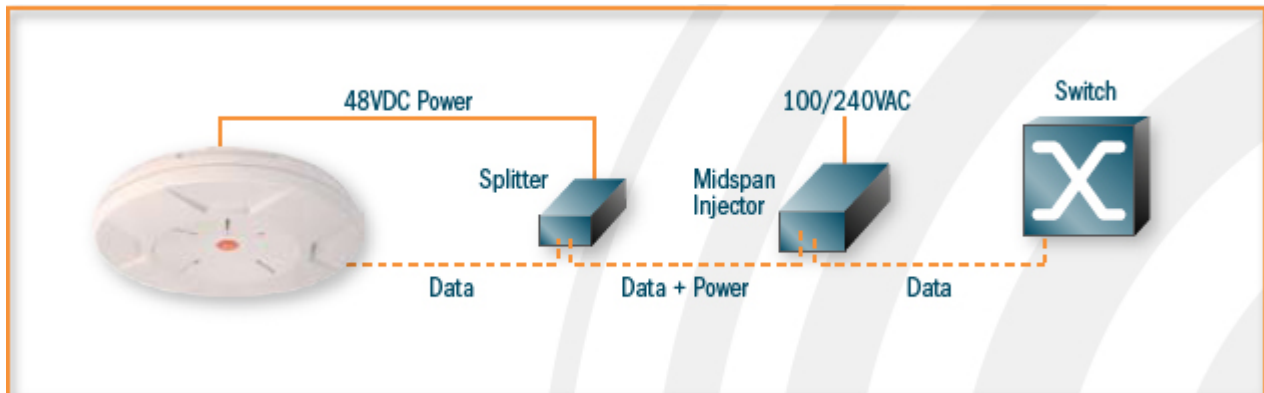 48VDC Power
100/240VAC
Switch
Splitter
Midspan
Injector
Data
Data + Power
Data